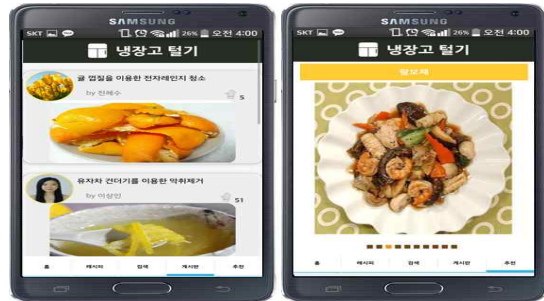 SAMSUNG
SKT 26% 오전 4:00
냉장고 털기
귤 껍질을 이용한 전자레인지 청소
by 전혜수
5
유자차 건더기를 이용한 악취제거
by 이상민
51
홈 레시피 검색 게시판 추천
SAMSUNG
SKT 26% 오전 4:00
냉장고 털기
팔보채
홈 레시피 검색 게시판 추천